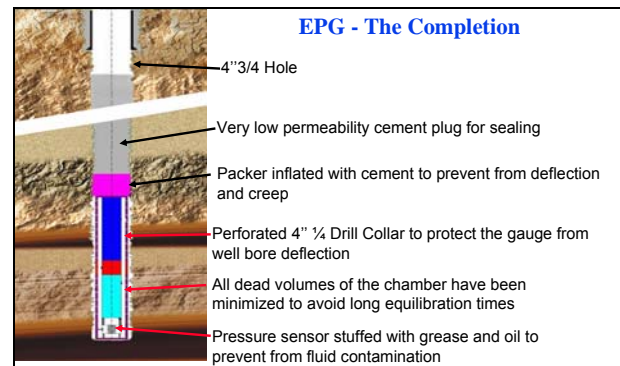 EPG - The Completion
4''3/4 Hole
Very low permeability cement plug for sealing
Packer inflated with cement to prevent from deflection
and creep
Perforated 4'' ¼ Drill Collar to protect the gauge from
well bore deflection
All dead volumes of the chamber have been
minimized to avoid long equilibration times
Pressure sensor stuffed with grease and oil to
prevent from fluid contamination